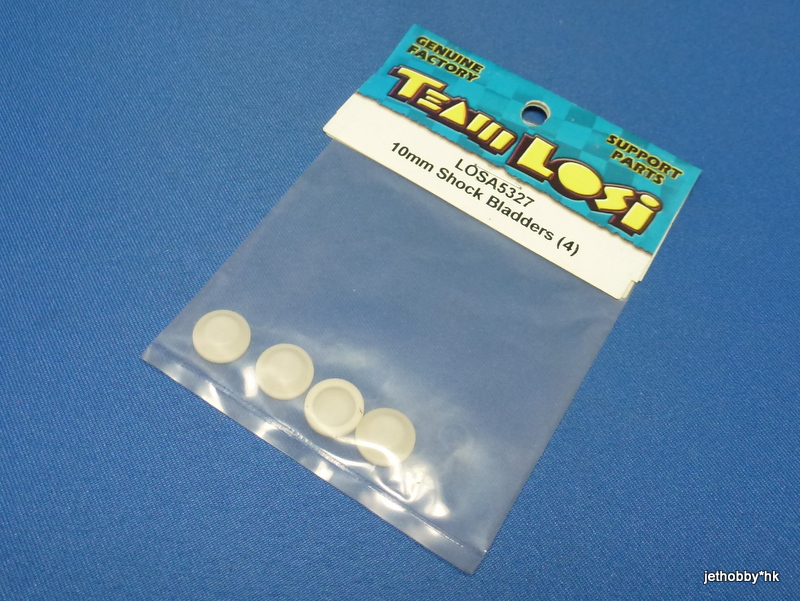 GENUINE
FACTORY
TEAM LOSI
SUPPORT
PARTS
LOSA5327
10mm Shock Bladders (4)
jethobby*hk